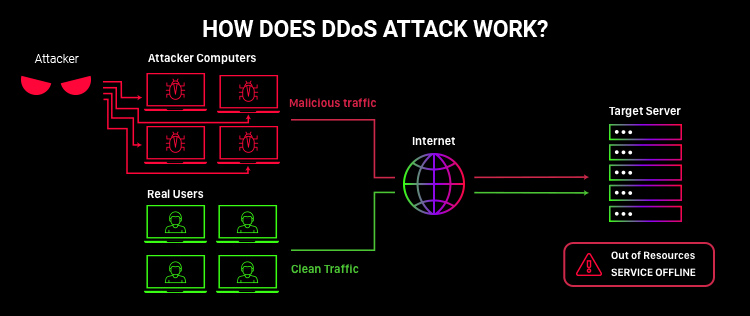 HOW DOES DDoS ATTACK WORK?
Attacker
Attacker Computers
Malicious traffic
Target Server
Internet
Real Users
Clean Traffic
Out of Resources
SERVICE OFFLINE